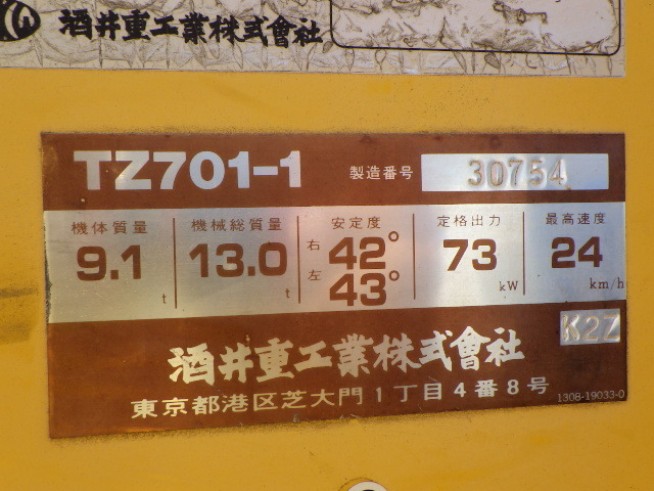 酒井重工業株式會社
TZ701-1 製造番号 30754
機体質量 機械総質量 安定度 定格出力 最高速度
9.1 t 13.0 t 右 42° 左 43° 73 kW 24 km/h
K2Z
酒井重工業株式會社
東京都港区芝大門1丁目4番8号
1308-19033-0